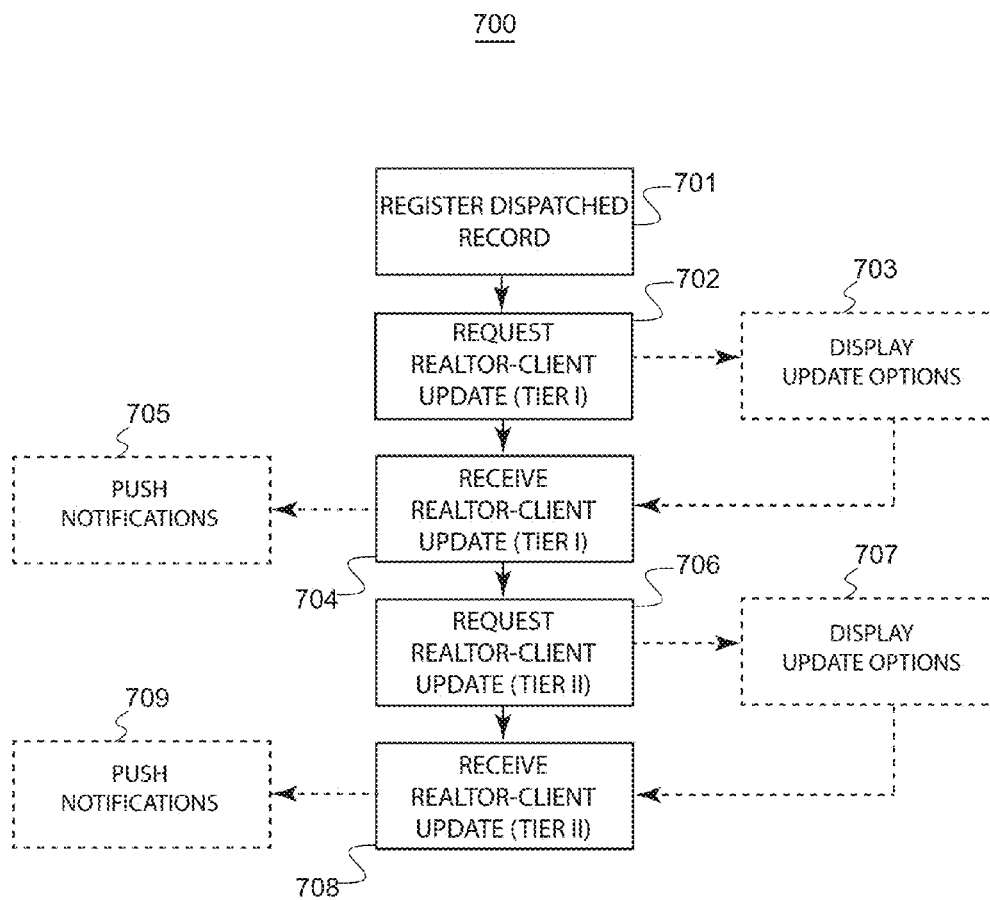 700
701
REGISTER DISPATCHED
RECORD
702
703
REQUEST
REALTOR-CLIENT
UPDATE (TIER I)
DISPLAY
UPDATE OPTIONS
705
PUSH
NOTIFICATIONS
RECEIVE
REALTOR-CLIENT
UPDATE (TIER I)
704
706
707
REQUEST
REALTOR-CLIENT
UPDATE (TIER II)
DISPLAY
UPDATE OPTIONS
709
PUSH
NOTIFICATIONS
RECEIVE
REALTOR-CLIENT
UPDATE (TIER II)
708